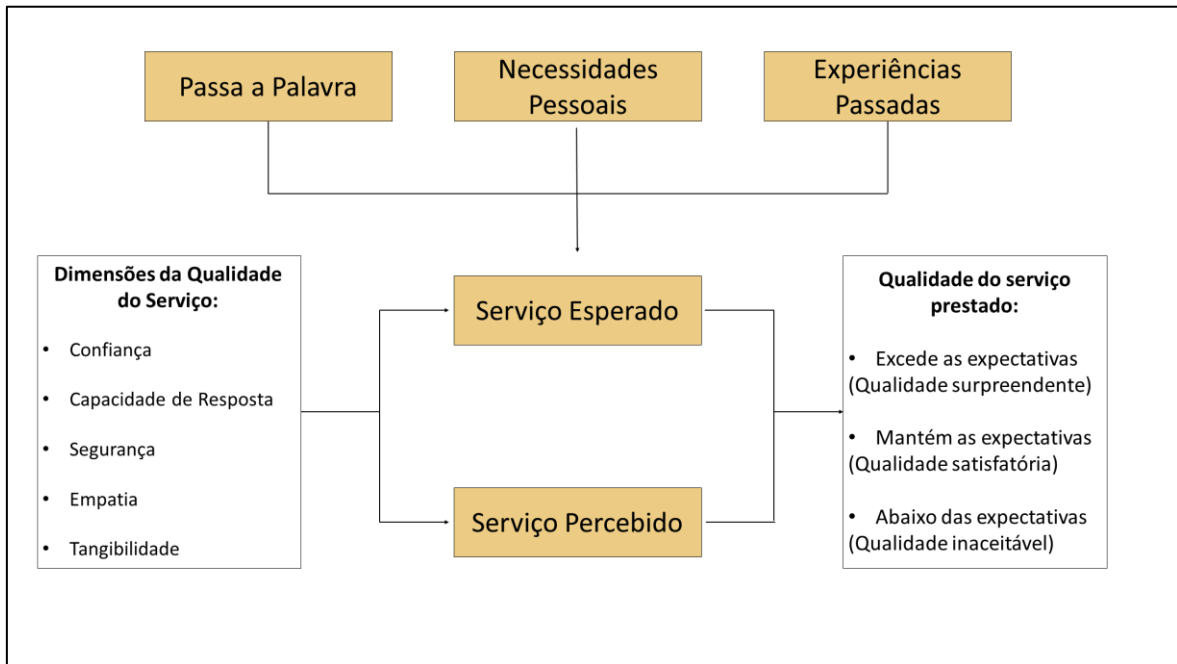 Passa a Palavra
Necessidades
Pessoais
Experiências
Passadas
Dimensões da Qualidade
do Serviço:
• Confiança
• Capacidade de Resposta
• Segurança
• Empatia
• Tangibilidade
Serviço Esperado
Serviço Percebido
Qualidade do serviço
prestado:
• Excede as expectativas
(Qualidade surpreendente)
• Mantém as expectativas
(Qualidade satisfatória)
• Abaixo das expectativas
(Qualidade inaceitável)